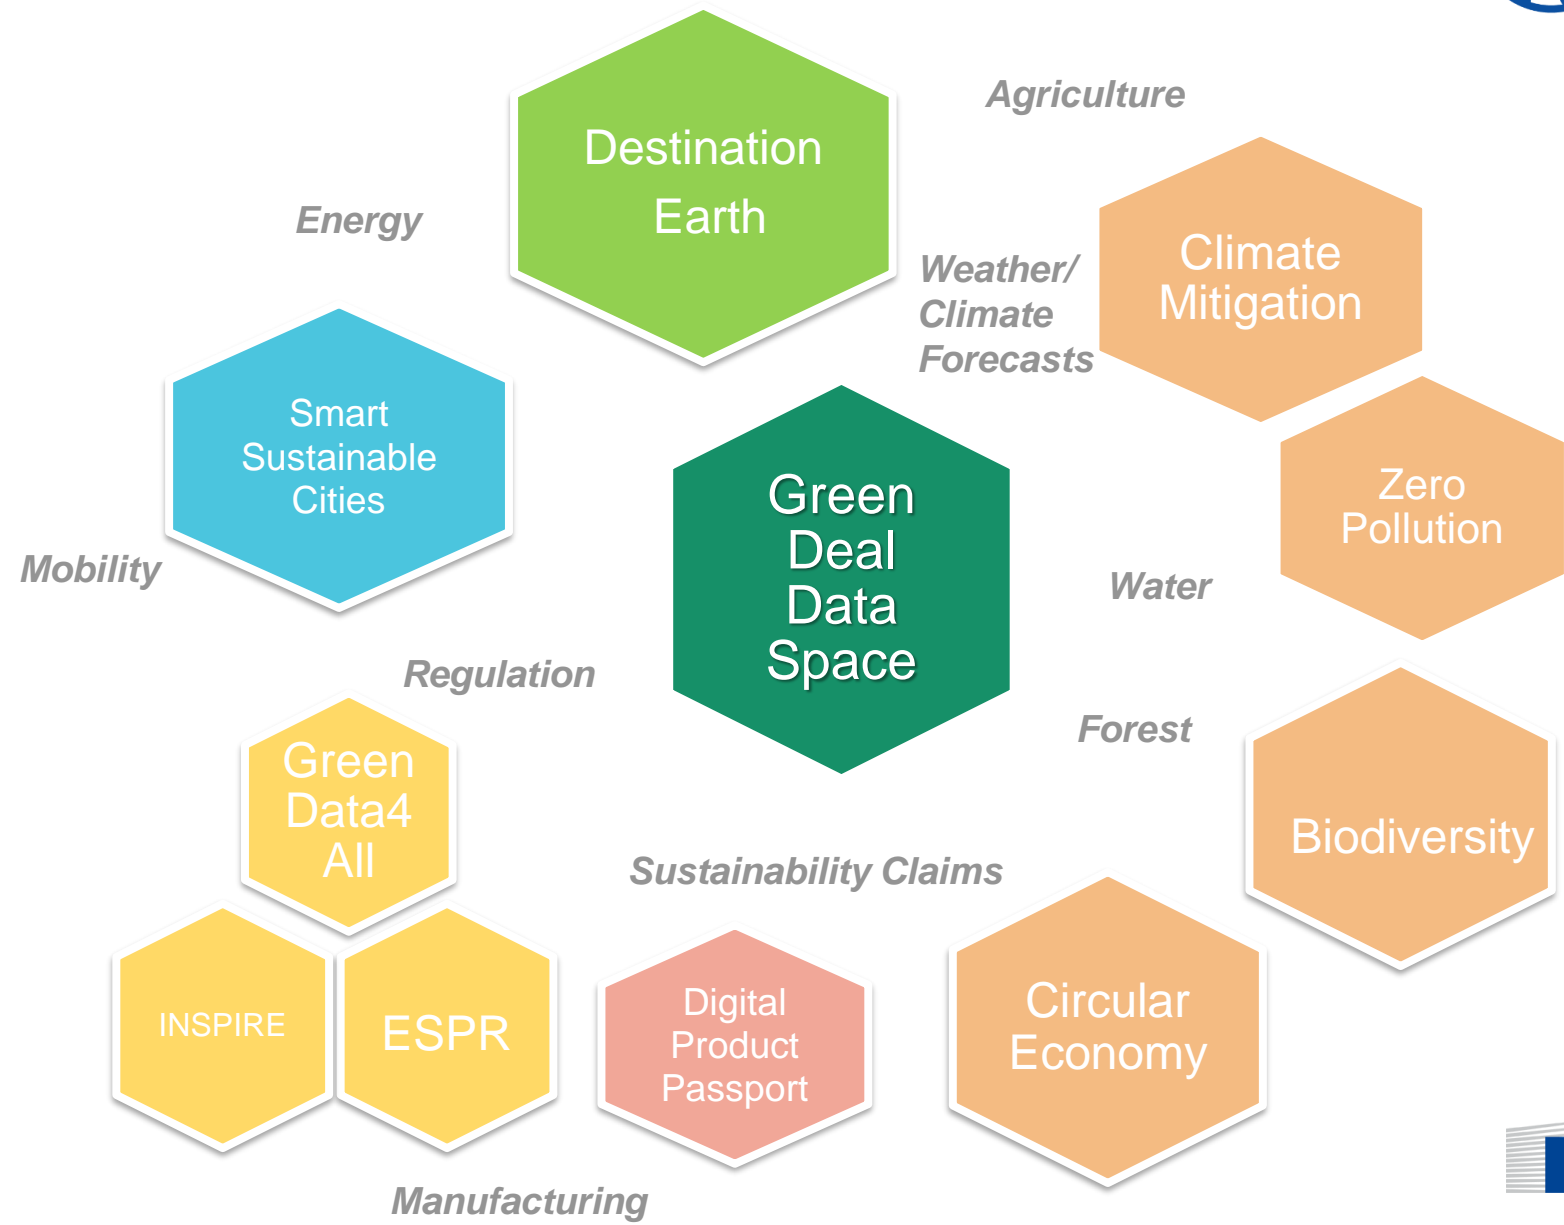 Agriculture
Destination
Earth
Energy
Climate
Mitigation
Weather/
Climate
Forecasts
Smart
Sustainable
Cities
Green
Deal
Data
Space
Zero
Pollution
Mobility
Water
Regulation
Forest
Green
Data4
All
Biodiversity
Sustainability Claims
INSPIRE
ESPR
Digital
Product
Passport
Circular
Economy
Manufacturing